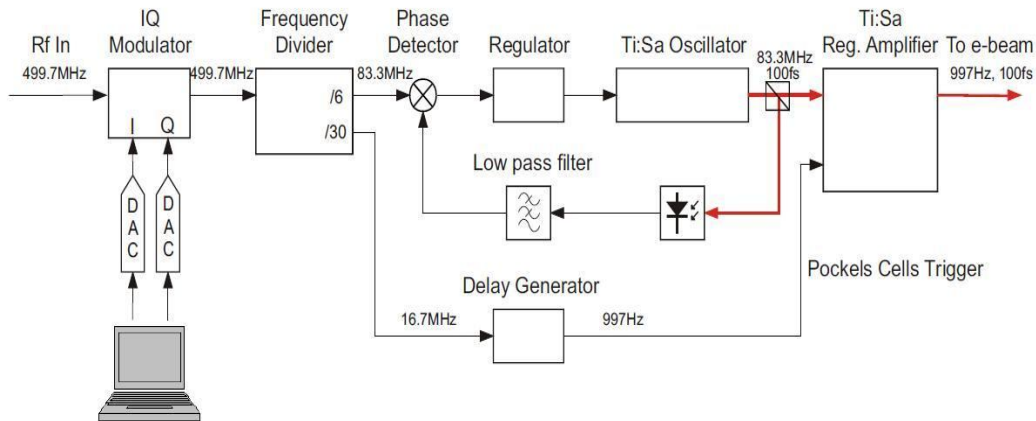 Rf In
499.7MHz
IQ
Modulator
I Q
DAC
DAC
499.7MHz
Frequency
Divider
/6
/30
83.3MHz
Phase
Detector
Regulator
Ti:Sa Oscillator
83.3MHz
100fs
Ti:Sa
Reg. Amplifier
To e-beam
997Hz, 100fs
Low pass filter
Pockels Cells Trigger
Delay Generator
16.7MHz
997Hz